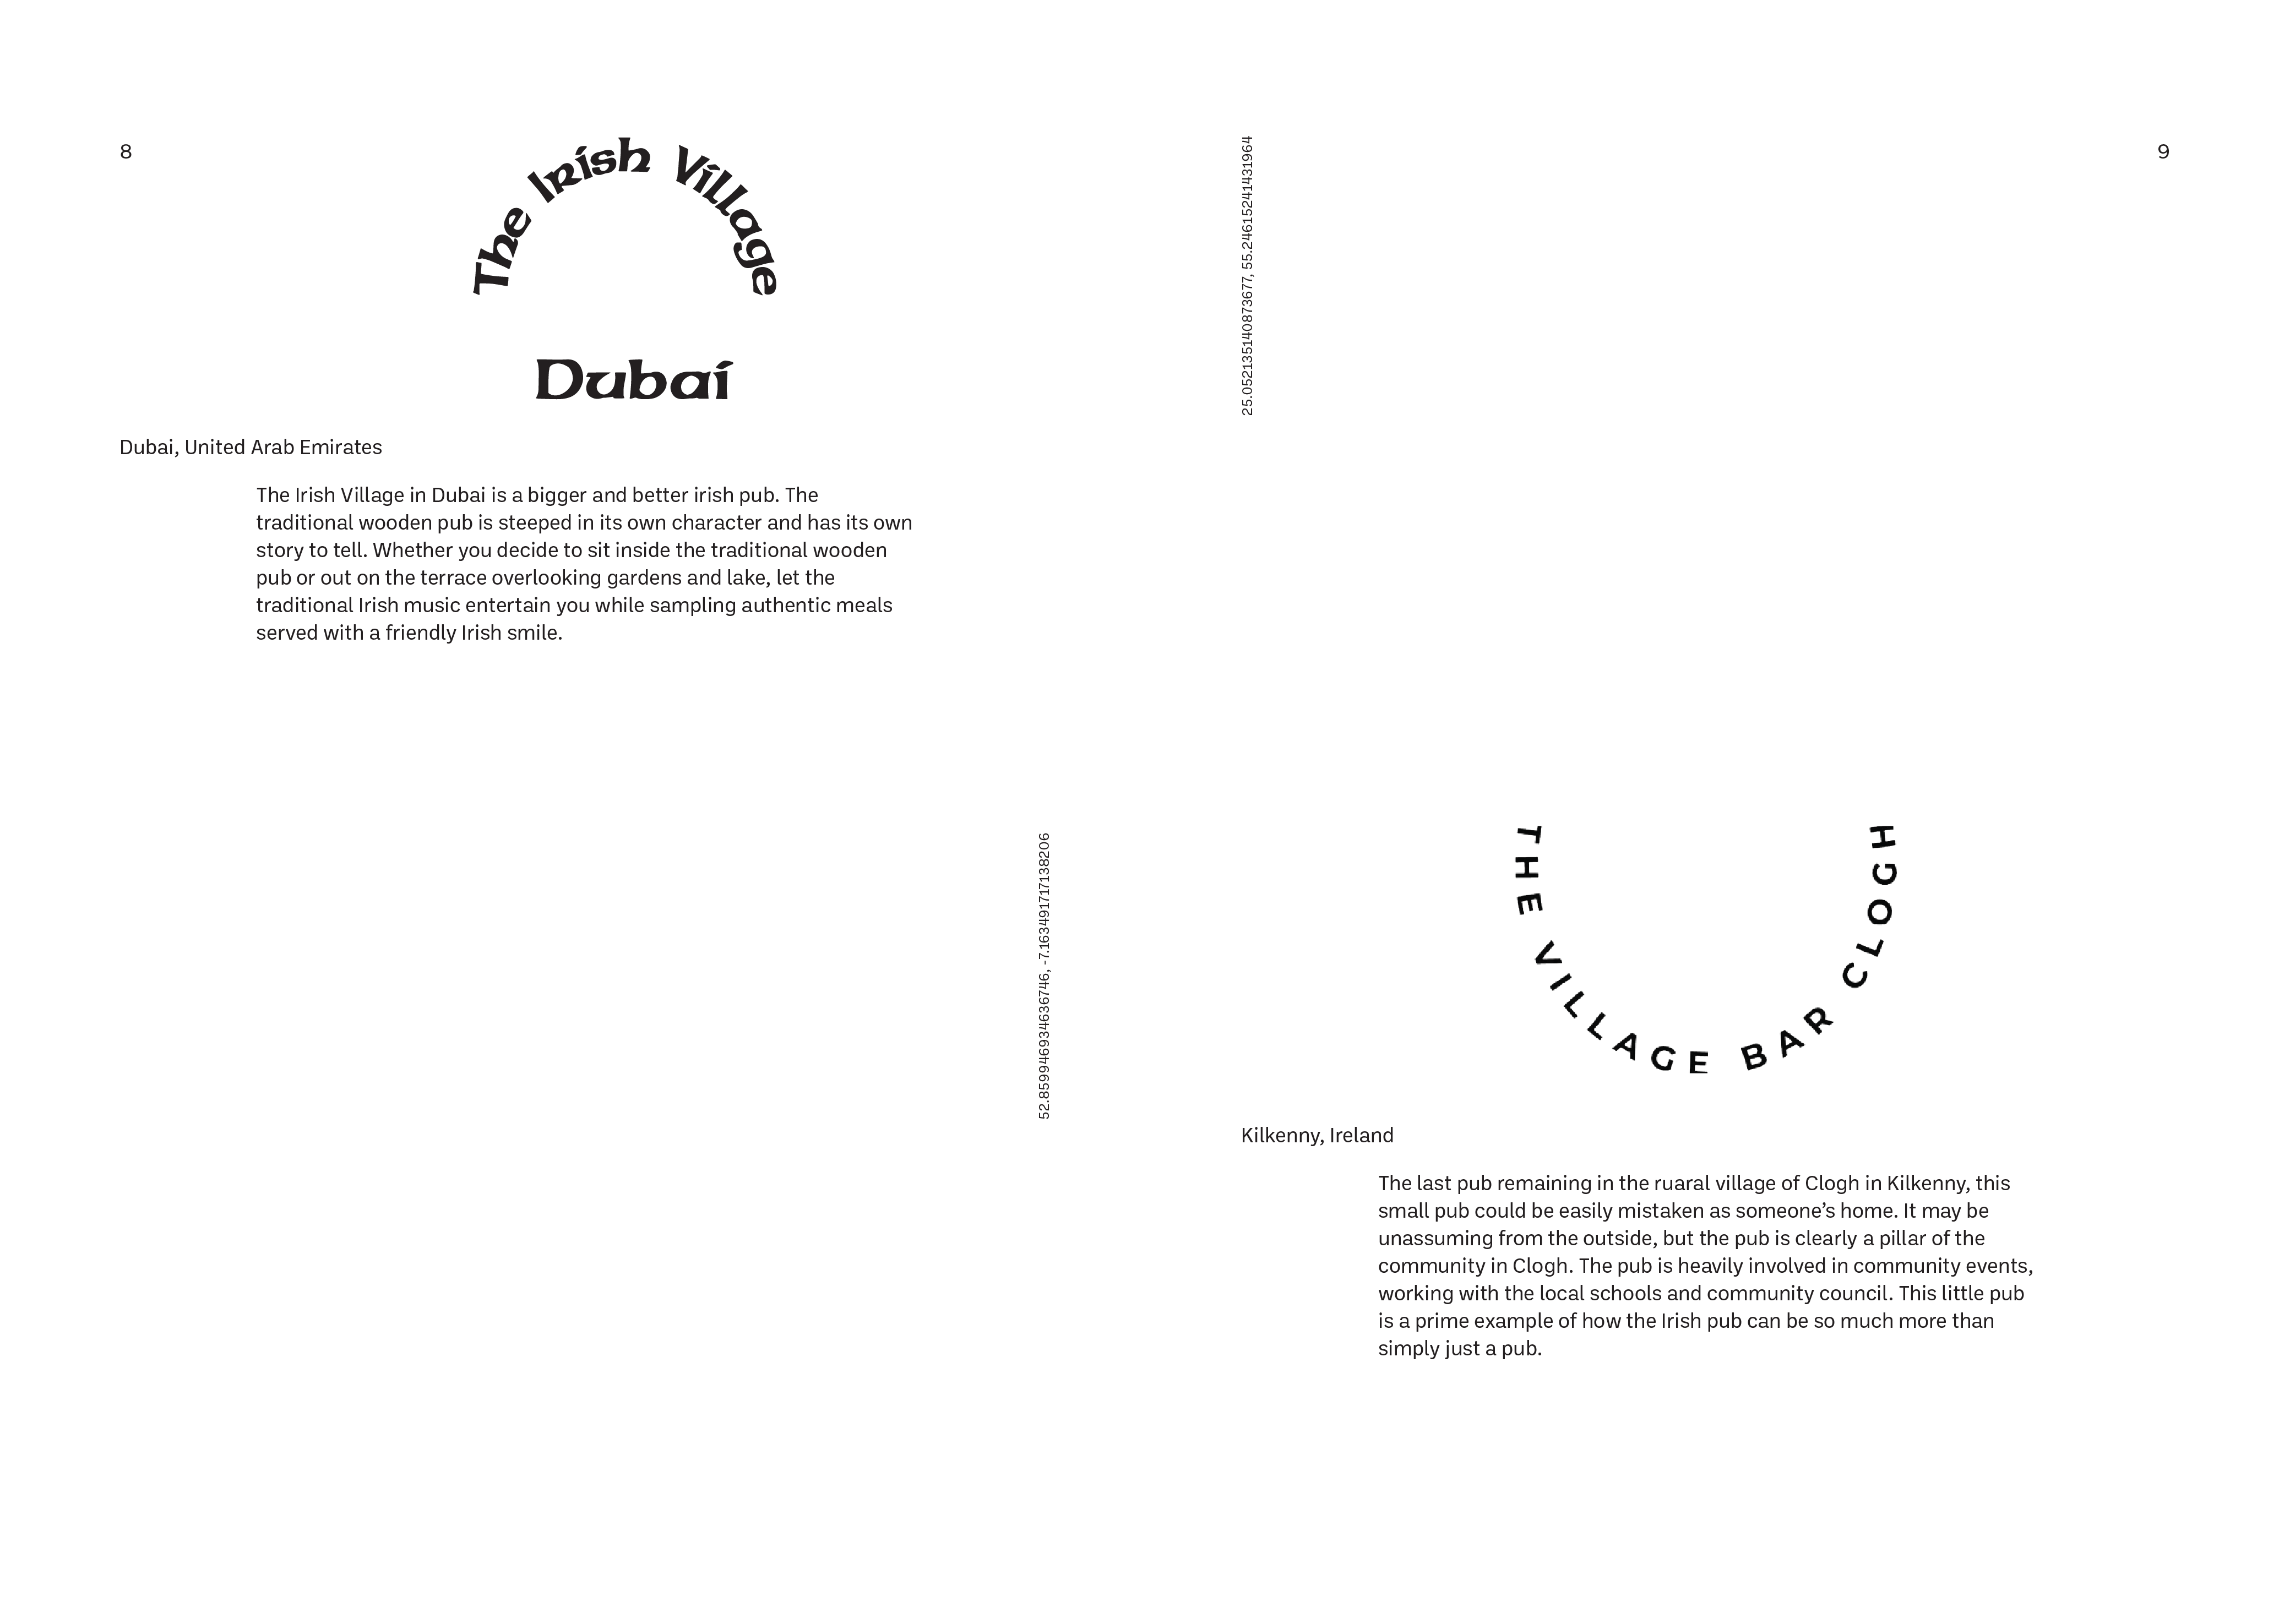 8
The Irish Village
Dubaí
Dubai, United Arab Emirates
The Irish Village in Dubai is a bigger and better irish pub. The
traditional wooden pub is steeped in its own character and has its own
story to tell. Whether you decide to sit inside the traditional wooden
pub or out on the terrace overlooking gardens and lake, let the
traditional Irish music entertain you while sampling authentic meals
served with a friendly Irish smile.
52.859946934636746, -7.163491717138206
25.052135140873677, 55.246152414431964
9
THE VILLAGE BAR CLOGH
Kilkenny, Ireland
The last pub remaining in the ruaral village of Clogh in Kilkenny, this
small pub could be easily mistaken as someone’s home. It may be
unassuming from the outside, but the pub is clearly a pillar of the
community in Clogh. The pub is heavily involved in community events,
working with the local schools and community council. This little pub
is a prime example of how the Irish pub can be so much more than
simply just a pub.